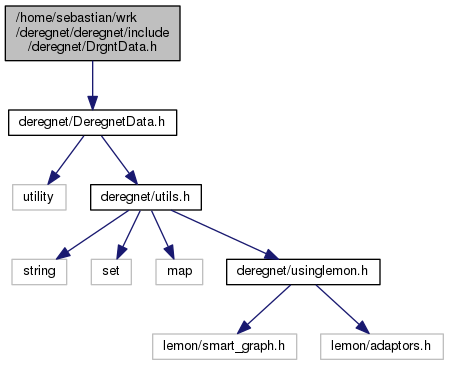 /home/sebastian/wrk
/deregnet/deregnet/include
/deregnet/DrgntData.h
deregnet/DeregnetData.h
utility
deregnet/utils.h
string
set
map
deregnet/usinglemon.h
lemon/smart_graph.h
lemon/adaptors.h